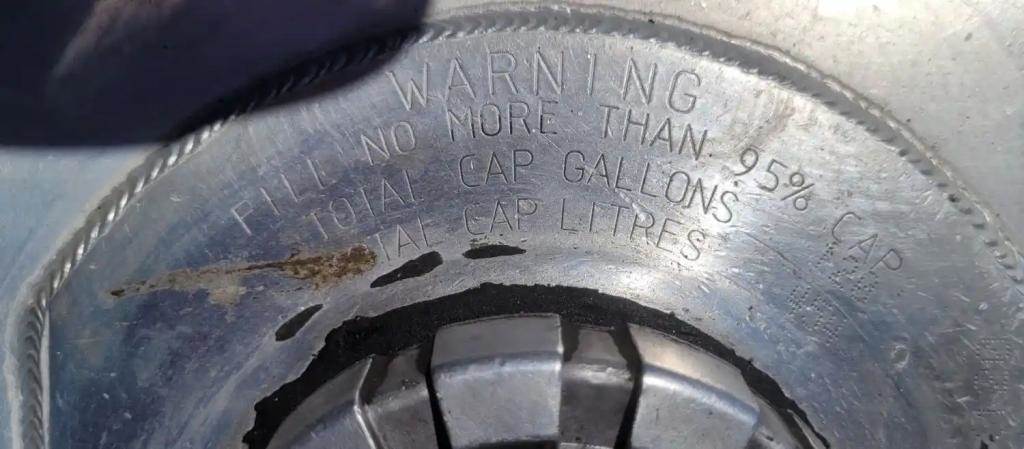 WARNING
FILL NO MORE THAN 95% CAP
TOTAL CAP GALLONS
CAP LITRES